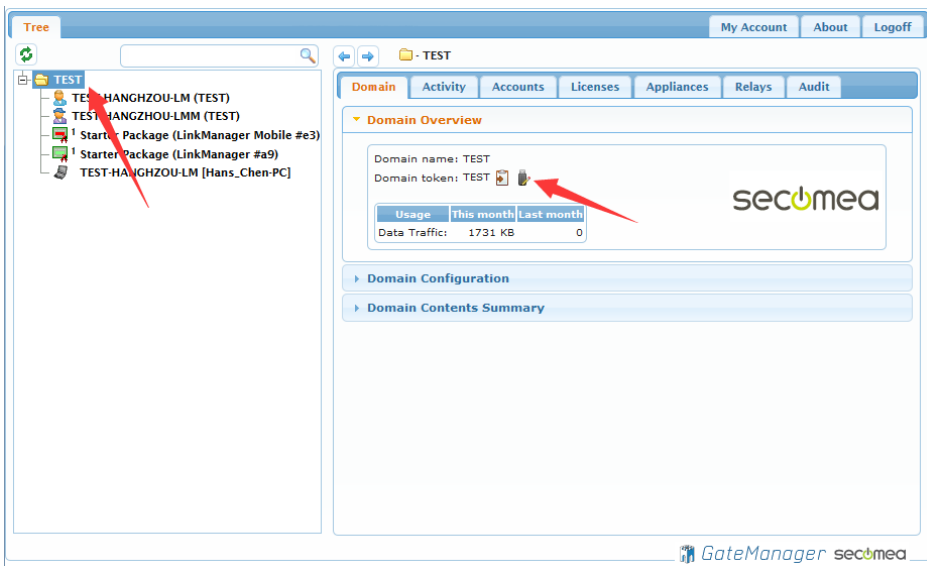 Tree
My Account About Logoff
- TEST
TEST
TEST-HANGHZOU-LM (TEST)
TEST-HANGZHOU-LMM (TEST)
1 Starter Package (LinkManager Mobile #e3)
1 Starter Package (LinkManager #a9)
TEST-HANGHZOU-LM [Hans_Chen-PC]
Domain Activity Accounts Licenses Appliances Relays Audit
Domain Overview
Domain name: TEST
Domain token: TEST
secomea
Usage This month Last month
Data Traffic: 1731 KB 0
Domain Configuration
Domain Contents Summary
GateManager secomea